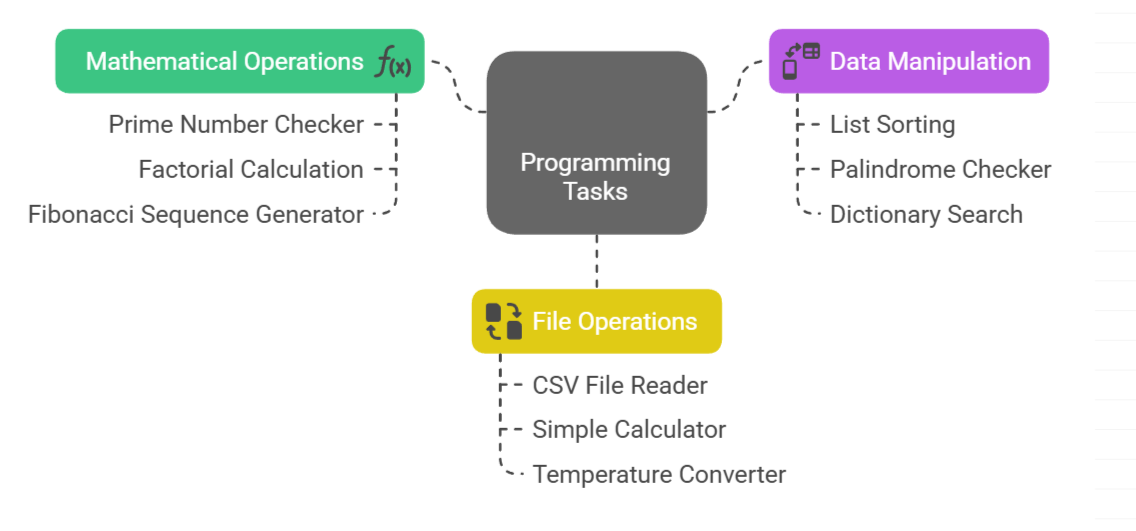 Mathematical Operations f(x)
Prime Number Checker
Factorial Calculation
Fibonacci Sequence Generator
Programming
Tasks
Data Manipulation
List Sorting
Palindrome Checker
Dictionary Search
File Operations
CSV File Reader
Simple Calculator
Temperature Converter